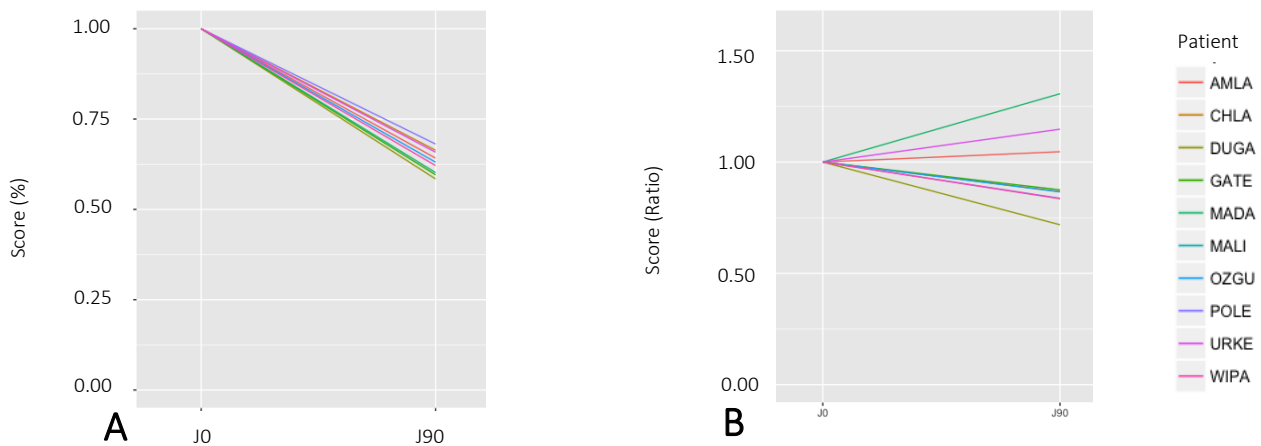 Score (%)
1.00
0.75
0.50
0.25
0.00
A
J0
J90
Score (Ratio)
1.50
1.00
0.50
0.00
B
J0
J90
Patient
AMLA
CHLA
DUGA
GATE
MADA
MALI
OZGU
POLE
URKE
WIPA